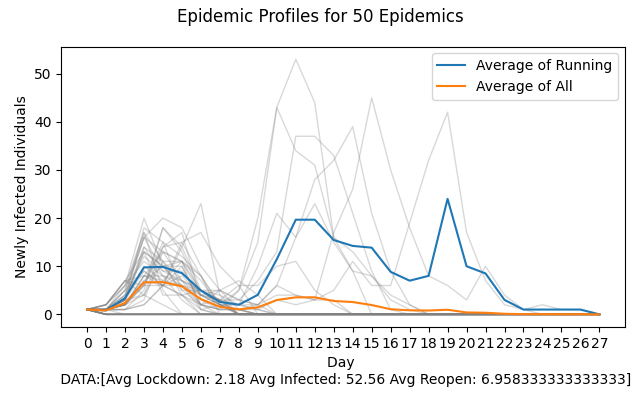 Epidemic Profiles for 50 Epidemics
Average of Running
Average of All
Newly Infected Individuals
50
40
30
20
10
0
0 1 2 3 4 5 6 7 8 9 10 11 12 13 14 15 16 17 18 19 20 21 22 23 24 25 26 27
Day
DATA:[Avg Lockdown: 2.18 Avg Infected: 52.56 Avg Reopen: 6.958333333333333]